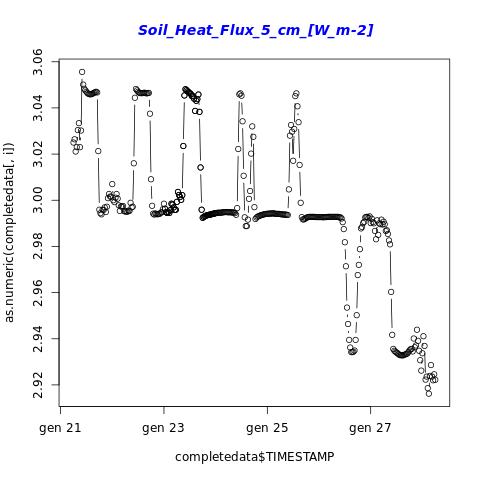 Soil_Heat_Flux_5_cm_[W_m-2]
as.numeric(completedata[, i])
3.06
3.04
3.02
3.00
2.98
2.96
2.94
2.92
gen 21
gen 23
gen 25
gen 27
completedata$TIMESTAMP